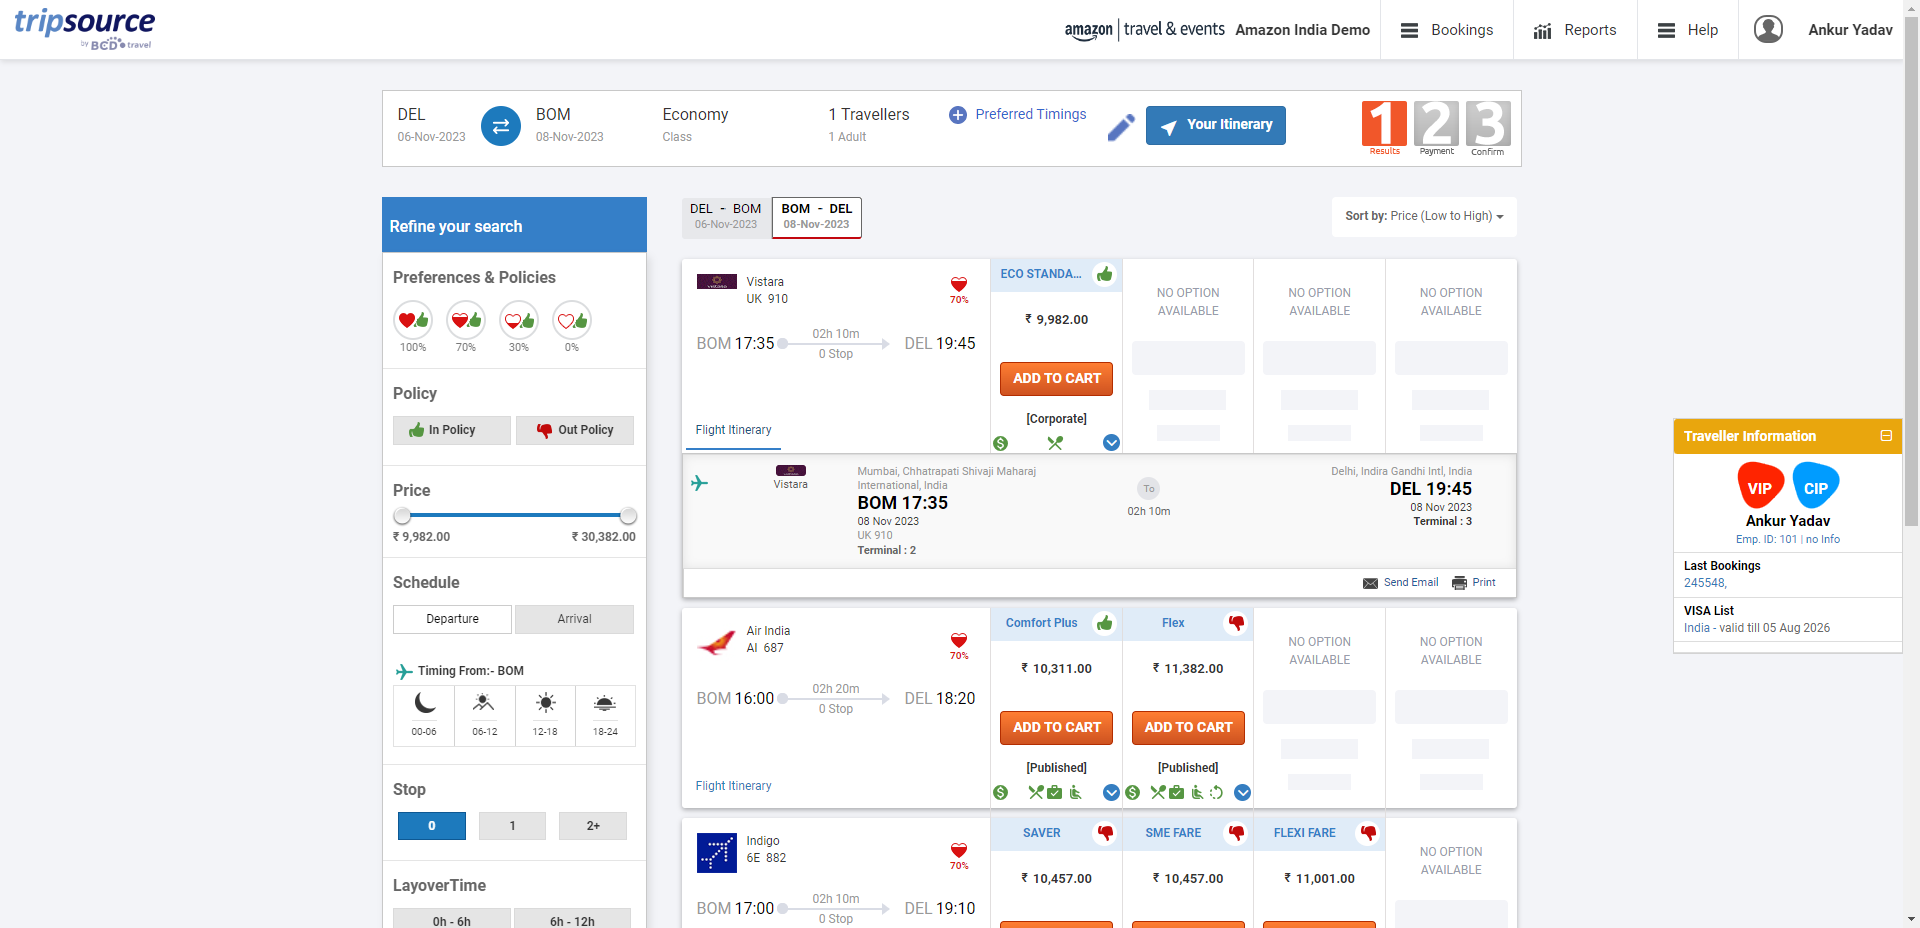 tripsource
by BCD travel
amazon | travel & events
Amazon India Demo
Bookings
Reports
Help
Ankur Yadav
DEL
06-Nov-2023
BOM
08-Nov-2023
Economy
Class
1 Travellers
1 Adult
Preferred Timings
Your Itinerary
1 2 3
Results Payment Confirm
Refine your search
Preferences & Policies
100% 70% 30% 0%
Policy
In Policy Out Policy
Price
₹ 9,982.00 ₹ 30,382.00
Schedule
Departure Arrival
Timing From:- BOM
00-06 06-12 12-18 18-24
Stop
0 1 2+
LayoverTime
0h - 6h 6h - 12h
DEL - BOM
06-Nov-2023
BOM - DEL
08-Nov-2023
Sort by: Price (Low to High)
Vistara
UK 910
70%
BOM 17:35
02h 10m
0 Stop
DEL 19:45
Flight Itinerary
ECO STANDA...
₹ 9,982.00
ADD TO CART
[Corporate]
NO OPTION
AVAILABLE
NO OPTION
AVAILABLE
NO OPTION
AVAILABLE
Vistara
Mumbai, Chhatrapati Shivaji Maharaj
International, India
BOM 17:35
08 Nov 2023
UK 910
Terminal : 2
To
02h 10m
Delhi, Indira Gandhi Intl, India
DEL 19:45
08 Nov 2023
Terminal : 3
Send Email Print
Air India
AI 687
70%
BOM 16:00
02h 20m
0 Stop
DEL 18:20
Flight Itinerary
Comfort Plus
₹ 10,311.00
ADD TO CART
[Published]
Flex
₹ 11,382.00
ADD TO CART
[Published]
NO OPTION
AVAILABLE
NO OPTION
AVAILABLE
Indigo
6E 882
70%
BOM 17:00
02h 10m
0 Stop
DEL 19:10
SAVER
₹ 10,457.00
SME FARE
₹ 10,457.00
FLEXI FARE
₹ 11,001.00
NO OPTION
AVAILABLE
Traveller Information
VIP CIP
Ankur Yadav
Emp. ID: 101 | no Info
Last Bookings
245548,
VISA List
India - valid till 05 Aug 2026